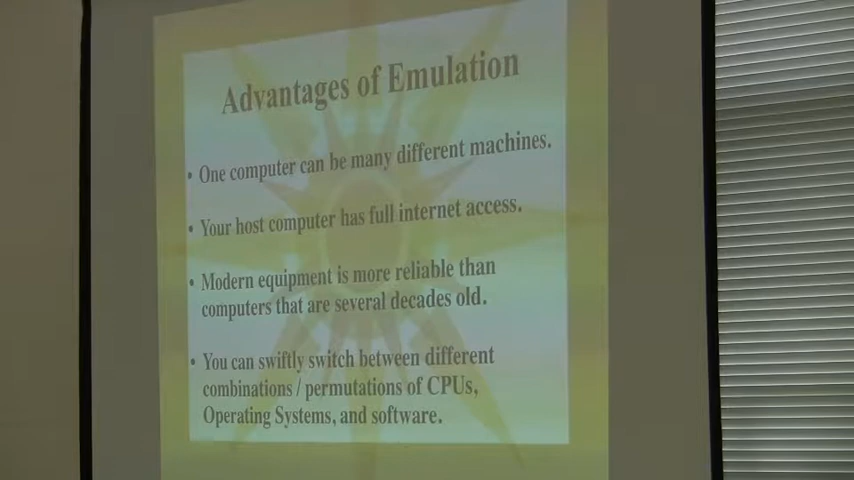 Advantages of Emulation
• One computer can be many different machines.
• Your host computer has full internet access.
• Modern equipment is more reliable than
computers that are several decades old.
• You can swiftly switch between different
combinations / permutations of CPUs,
Operating Systems, and software.